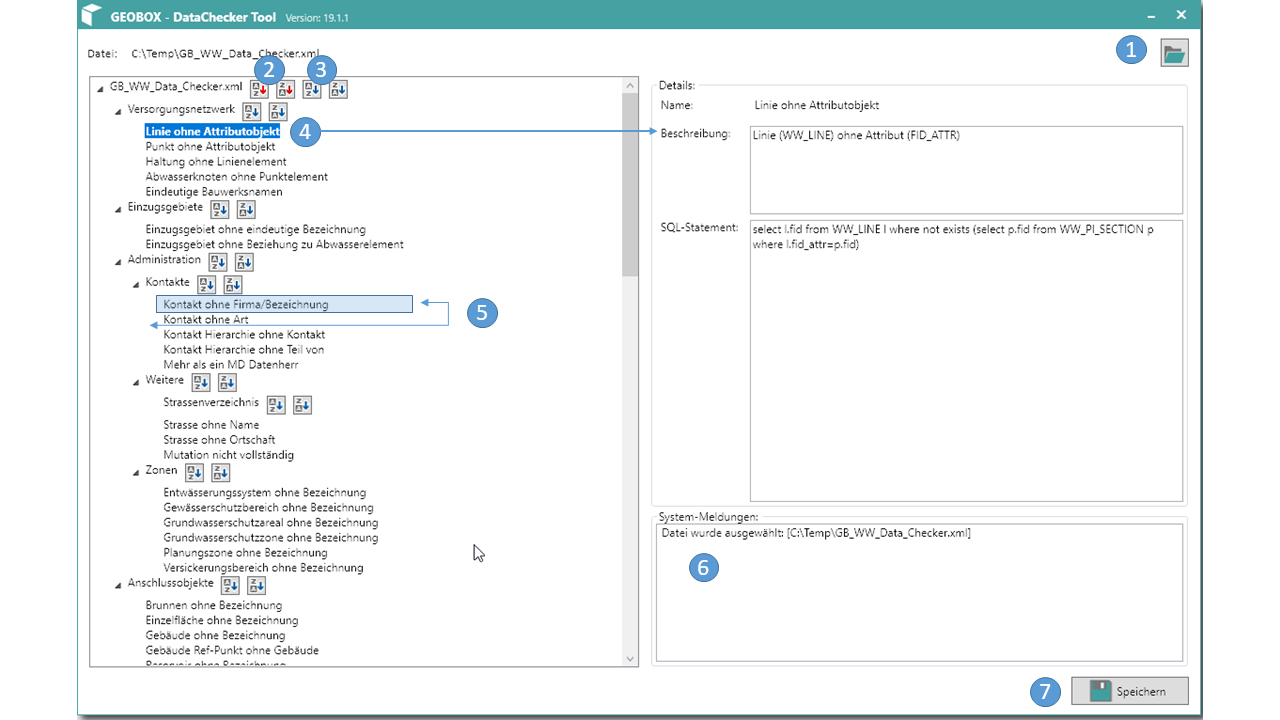 GEOBOX - DataChecker Tool Version: 19.1.1
Datei: C:\Temp\GB_WW_Data_Checker.xml
1
2
3
GB_WW_Data_Checker.xml
Versorgungsnetzwerk
Linie ohne Attributobjekt
4
Punkt ohne Attributobjekt
Haltung ohne Linienelement
Abwasserknoten ohne Punktelement
Eindeutige Bauwerksnamen
Einzugsgebiete
Einzugsgebiet ohne eindeutige Bezeichnung
Einzugsgebiet ohne Beziehung zu Abwasserelement
Administration
Kontakte
Kontakt ohne Firma/Bezeichnung
5
Kontakt ohne Art
Kontakt Hierarchie ohne Kontakt
Kontakt Hierarchie ohne Teil von
Mehr als ein MD Datenherr
Weitere
Strassenverzeichnis
Strasse ohne Name
Strasse ohne Ortschaft
Mutation nicht vollständig
Zonen
Entwässerungssystem ohne Bezeichnung
Gewässerschutzbereich ohne Bezeichnung
Grundwasserschutzareal ohne Bezeichnung
Grundwasserschutzzone ohne Bezeichnung
Planungszone ohne Bezeichnung
Versickerungsbereich ohne Bezeichnung
Anschlussobjekte
Brunnen ohne Bezeichnung
Einzelfläche ohne Bezeichnung
Gebäude ohne Bezeichnung
Gebäude Ref-Punkt ohne Gebäude
Reservoir ohne Bezeichnung
Details:
Name: Linie ohne Attributobjekt
Beschreibung: Linie (WW_LINE) ohne Attribut (FID_ATTR)
SQL-Statement: select l.fid from WW_LINE l where not exists (select p.fid from WW_PI_SECTION p
where l.fid_attr=p.fid)
System-Meldungen:
Datei wurde ausgewählt: [C:\Temp\GB_WW_Data_Checker.xml]
6
7
Speichern